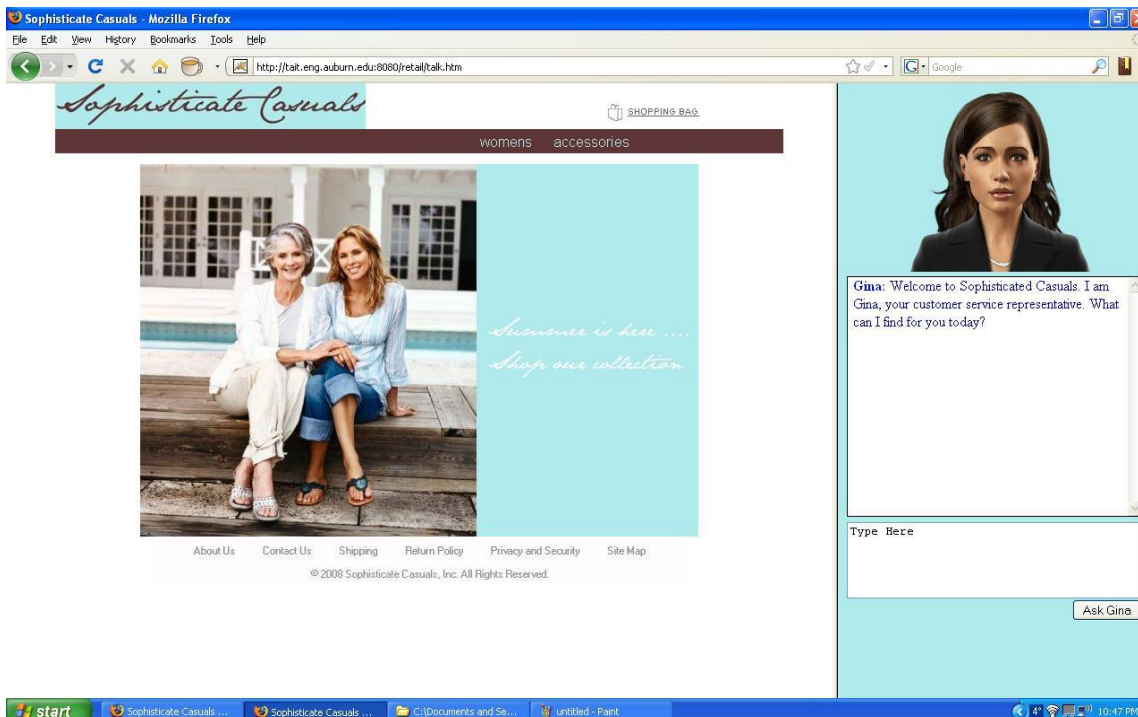 Sophisticate Casuals - Mozilla Firefox
File Edit View History Bookmarks Tools Help
http://tait.eng.auburn.edu:8080/retail/talk.htm
G Google
Sophisticate Casuals
SHOPPING BAG
womens accessories
Summer is here ....
Shop our collection
About Us Contact Us Shipping Return Policy Privacy and Security Site Map
© 2008 Sophisticate Casuals, Inc. All Rights Reserved.
Gina: Welcome to Sophisticated Casuals. I am
Gina, your customer service representative. What
can I find for you today?
Type Here
Ask Gina
start Sophisticate Casuals ... Sophisticate Casuals ... C:\Documents and Se... untitled - Paint 4° 10:47 PM